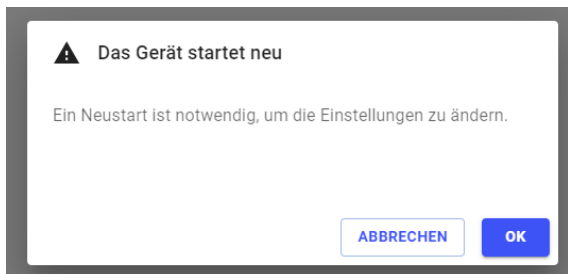 Das Gerät startet neu
Ein Neustart ist notwendig, um die Einstellungen zu ändern.
ABBRECHEN
OK